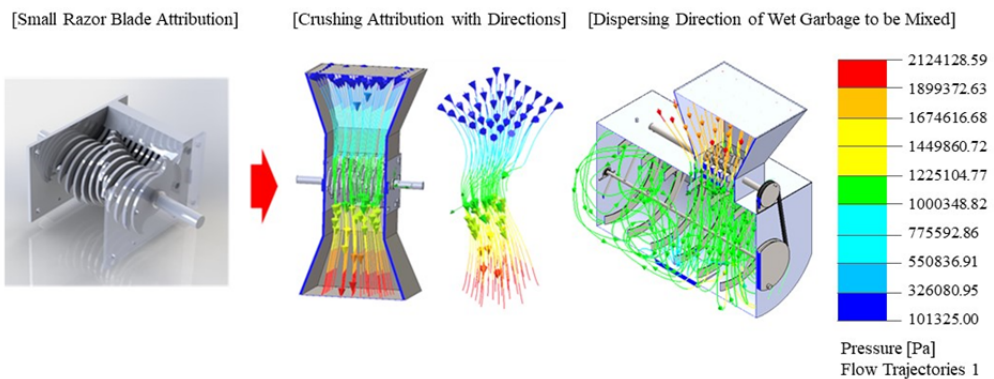 [Small Razor Blade Attribution]
[Crushing Attribution with Directions]
[Dispersing Direction of Wet Garbage to be Mixed]
2124128.59
1899372.63
1674616.68
1449860.72
1225104.77
1000348.82
775592.86
550836.91
326080.95
101325.00
Pressure [Pa]
Flow Trajectories 1